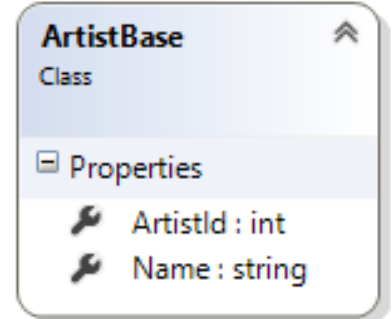 ArtistBase
Class
Properties
ArtistId : int
Name : string